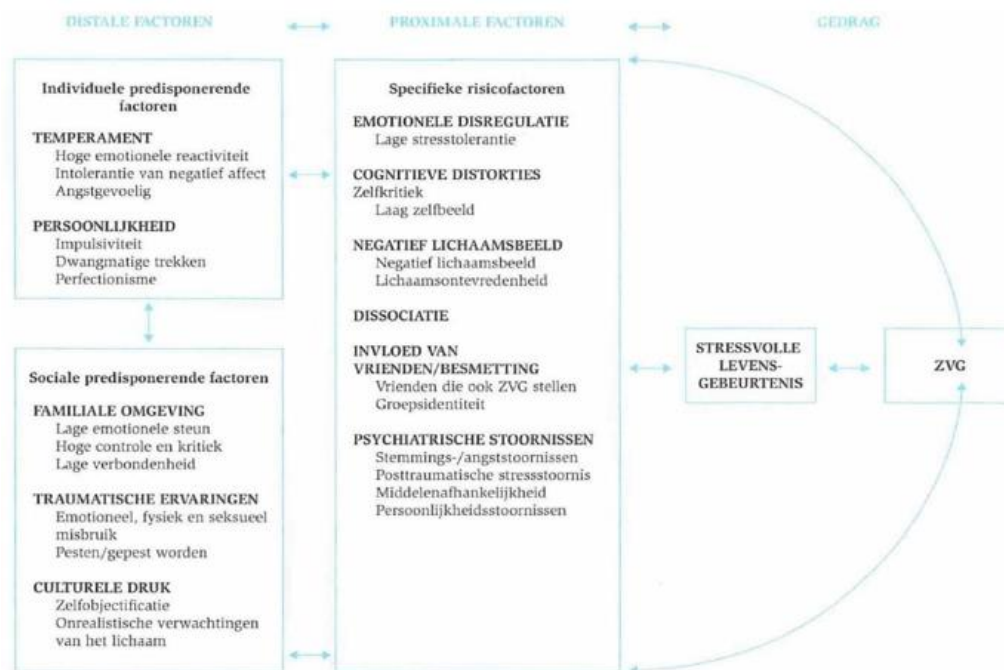 DISTALE FACTOREN
PROXIMALE FACTOREN
GEDRAG
Individuele predisponerende
factoren
TEMPERAMENT
Hoge emotionele reactiviteit
Intolerantie van negatief affect
Angstgevoelig
PERSOONLIJKHEID
Impulsiviteit
Dwangmatige trekken
Perfectionisme
Sociale predisponerende factoren
FAMILIALE OMGEVING
Lage emotionele steun
Hoge controle en kritiek
Lage verbondenheid
TRAUMATISCHE ERVARINGEN
Emotioneel, fysiek en seksueel
misbruik
Pesten/gepest worden
CULTURELE DRUK
Zelfobjectificatie
Onrealistische verwachtingen
van het lichaam
Specifieke risicofactoren
EMOTIONELE DISREGULATIE
Lage stresstolerantie
COGNITIEVE DISTORTIES
Zelfkritiek
Laag zelfbeeld
NEGATIEF LICHAAMSBEELD
Negatief lichaamsbeeld
Lichaamsontevredenheid
DISSOCIATIE
INVLOED VAN
VRIENDEN/BESMETTING
Vrienden die ook ZVG stellen
Groepsidentiteit
PSYCHIATRISCHE STOORNISSEN
Stemmings-/angststoornissen
Posttraumatische stressstoornis
Middelenafhankelijkheid
Persoonlijkheidsstoornissen
STRESSVOLLE
LEVENS-
GEBEURTENIS
ZVG